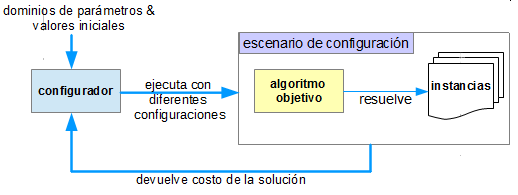 dominios de parámetros &
valores iniciales
escenario de configuración
configurador
ejecuta con
diferentes
configuraciones
algoritmo
objetivo
resuelve
instancias
devuelve costo de la solución